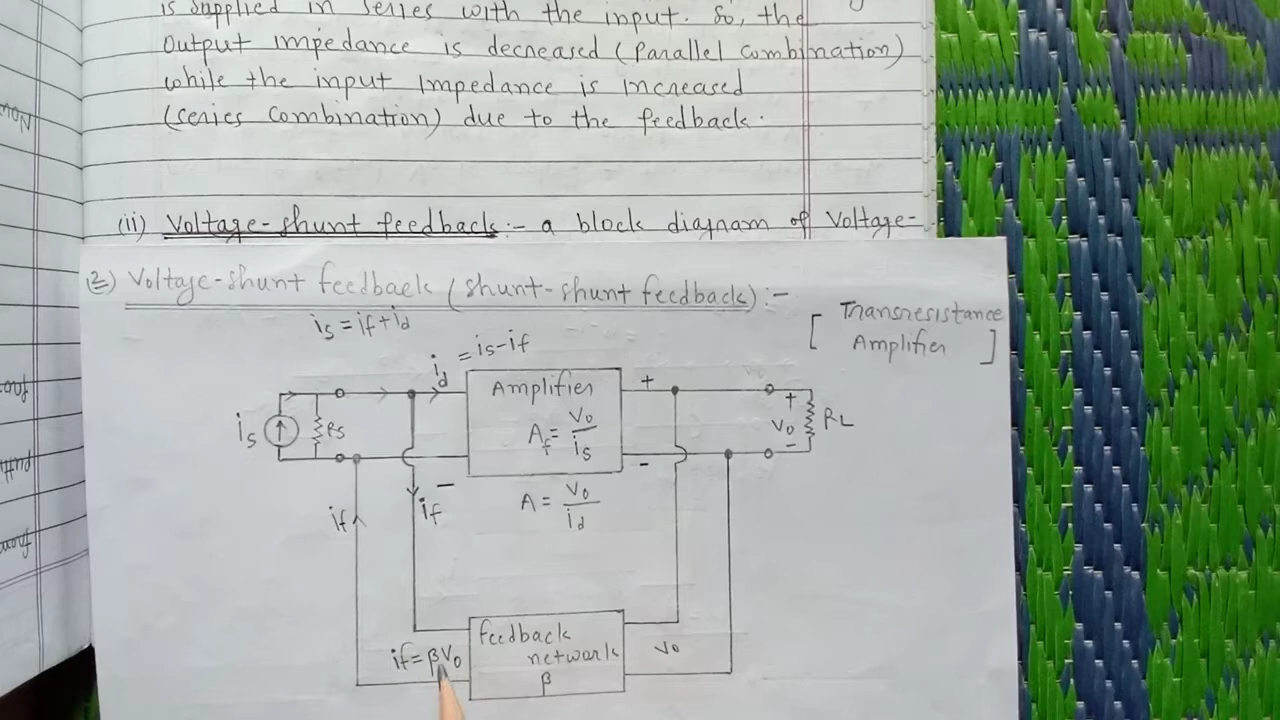 is supplied in series with the input. So, the
Output impedance is decreased (parallel combination)
while the input impedance is increased
(series combination) due to the feedback.
(ii) Voltage-shunt feedback:- a block diagram of voltage-
(2) Voltage-shunt feedback (shunt-shunt feedback):-
[ Transresistance
Amplifier ]
is = if + id
id = is - if
Amplifier
Af = Vo
is
A = Vo
id
is
Rs
+
-
+
Vo
-
RL
-
if
if
feedback
network
β
if = βVo
Vo